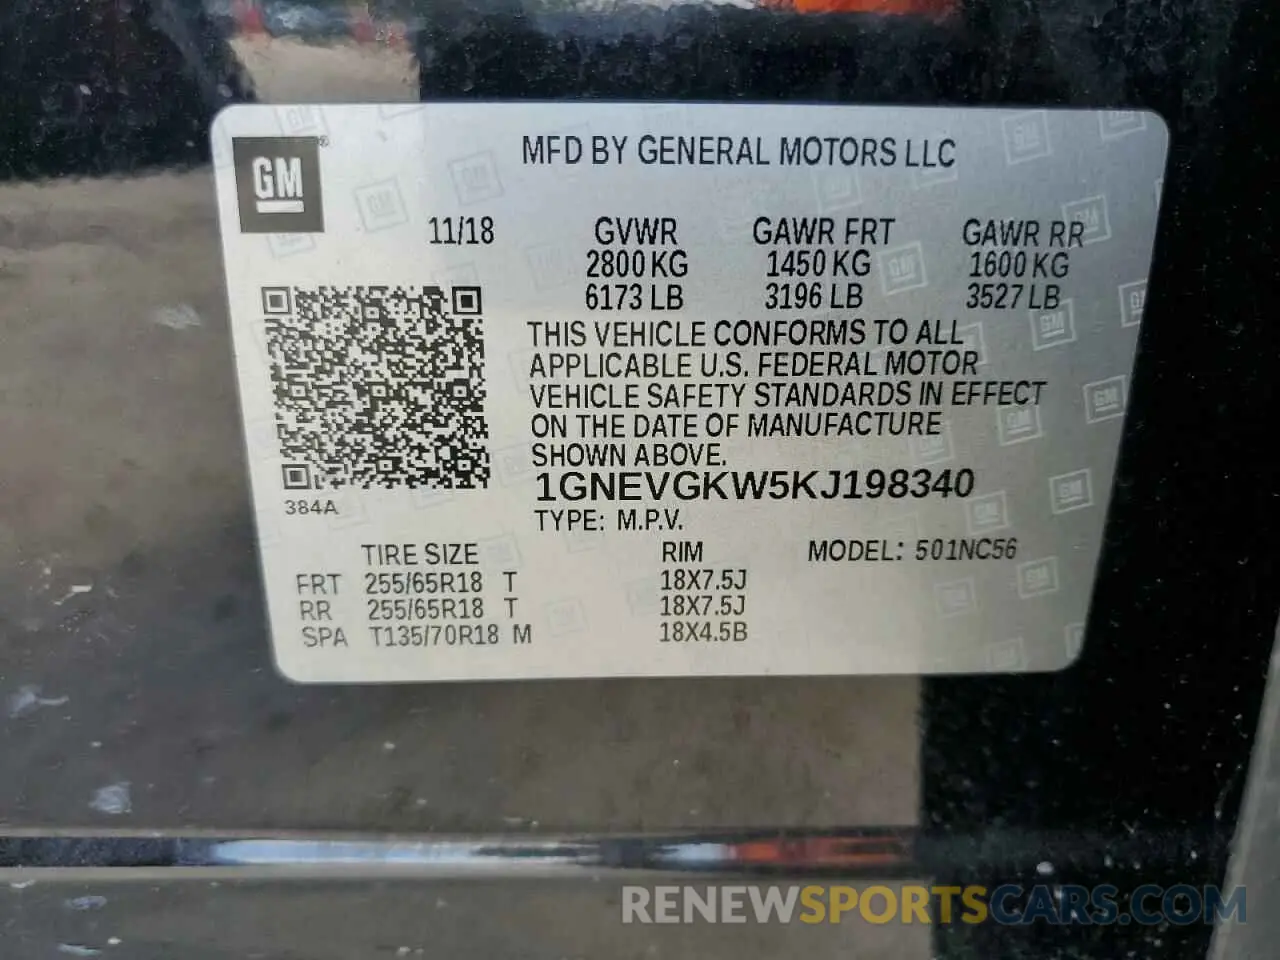 GM®
MFD BY GENERAL MOTORS LLC
11/18 GVWR GAWR FRT GAWR RR
2800 KG 1450 KG 1600 KG
6173 LB 3196 LB 3527 LB
THIS VEHICLE CONFORMS TO ALL
APPLICABLE U.S. FEDERAL MOTOR
VEHICLE SAFETY STANDARDS IN EFFECT
ON THE DATE OF MANUFACTURE
SHOWN ABOVE.
1GNEVGKW5KJ198340
384A
TYPE: M.P.V.
TIRE SIZE RIM MODEL: 501NC56
FRT 255/65R18 T 18X7.5J
RR 255/65R18 T 18X7.5J
SPA T135/70R18 M 18X4.5B
RENEWSPORTSCARS.COM